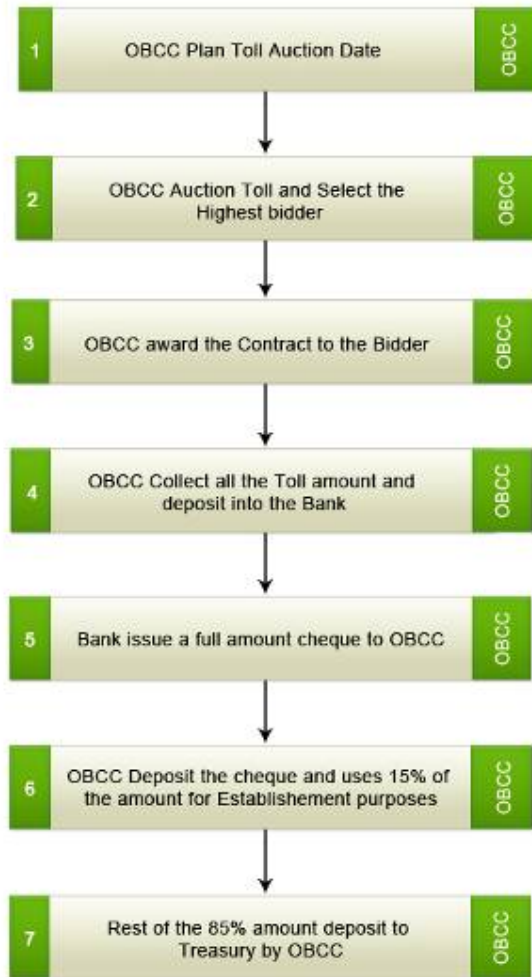 1
OBCC Plan Toll Auction Date
OBCC
2
OBCC Auction Toll and Select the
Highest bidder
OBCC
3
OBCC award the Contract to the Bidder
OBCC
4
OBCC Collect all the Toll amount and
deposit into the Bank
OBCC
5
Bank issue a full amount cheque to OBCC
OBCC
6
OBCC Deposit the cheque and uses 15% of
the amount for Establishement purposes
OBCC
7
Rest of the 85% amount deposit to
Treasury by OBCC
OBCC